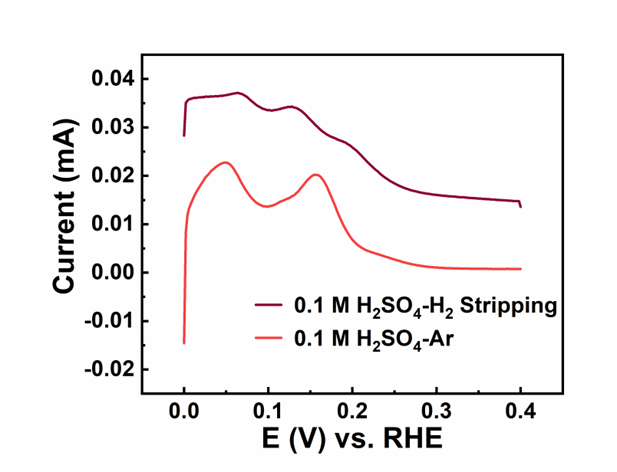 0.04
0.03
0.02
0.01
0.00
-0.01
-0.02
Current (mA)
0.1 M H₂SO₄-H₂ Stripping
0.1 M H₂SO₄-Ar
0.0 0.1 0.2 0.3 0.4
E (V) vs. RHE